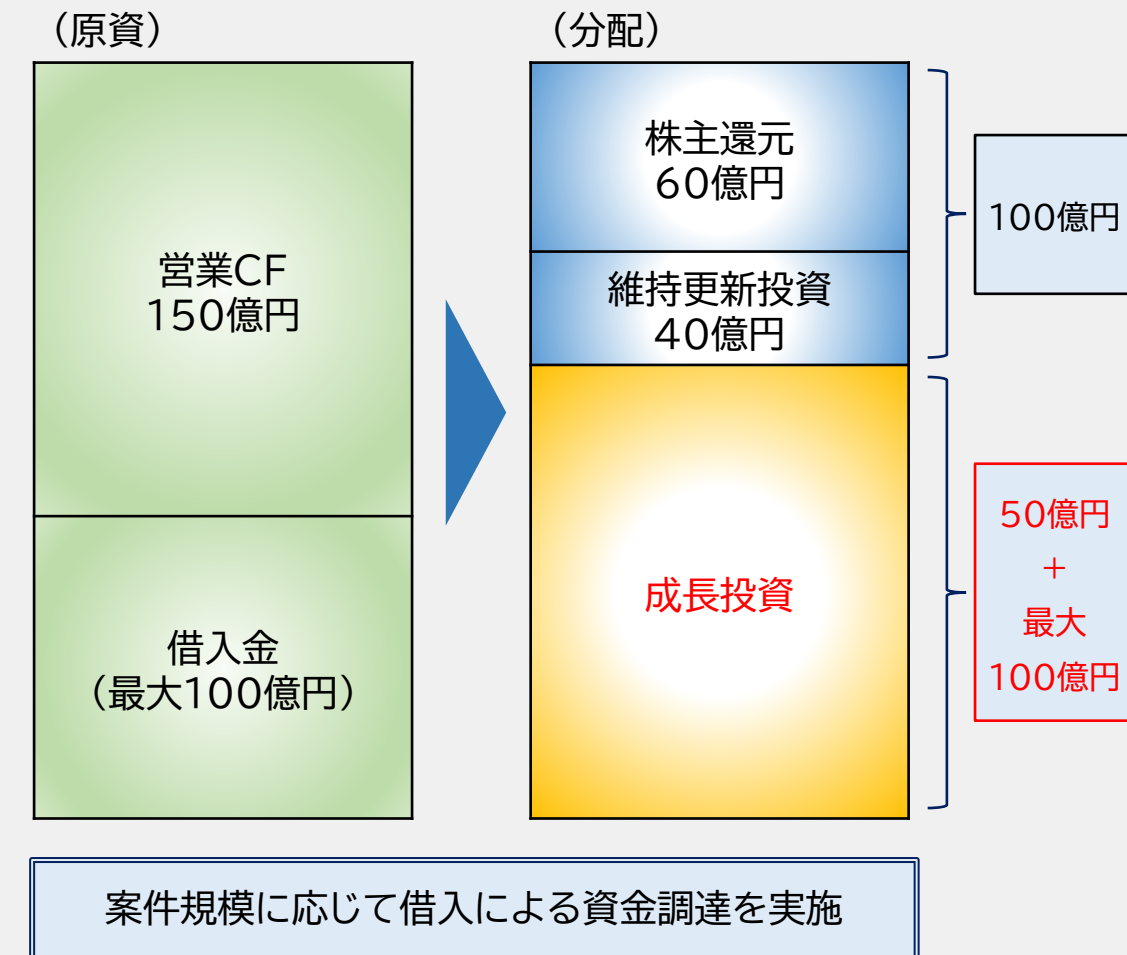 （原資）
営業CF
150億円
借入金
（最大100億円）
（分配）
株主還元
60億円
維持更新投資
40億円
成長投資
100億円
50億円
＋
最大
100億円
案件規模に応じて借入による資金調達を実施